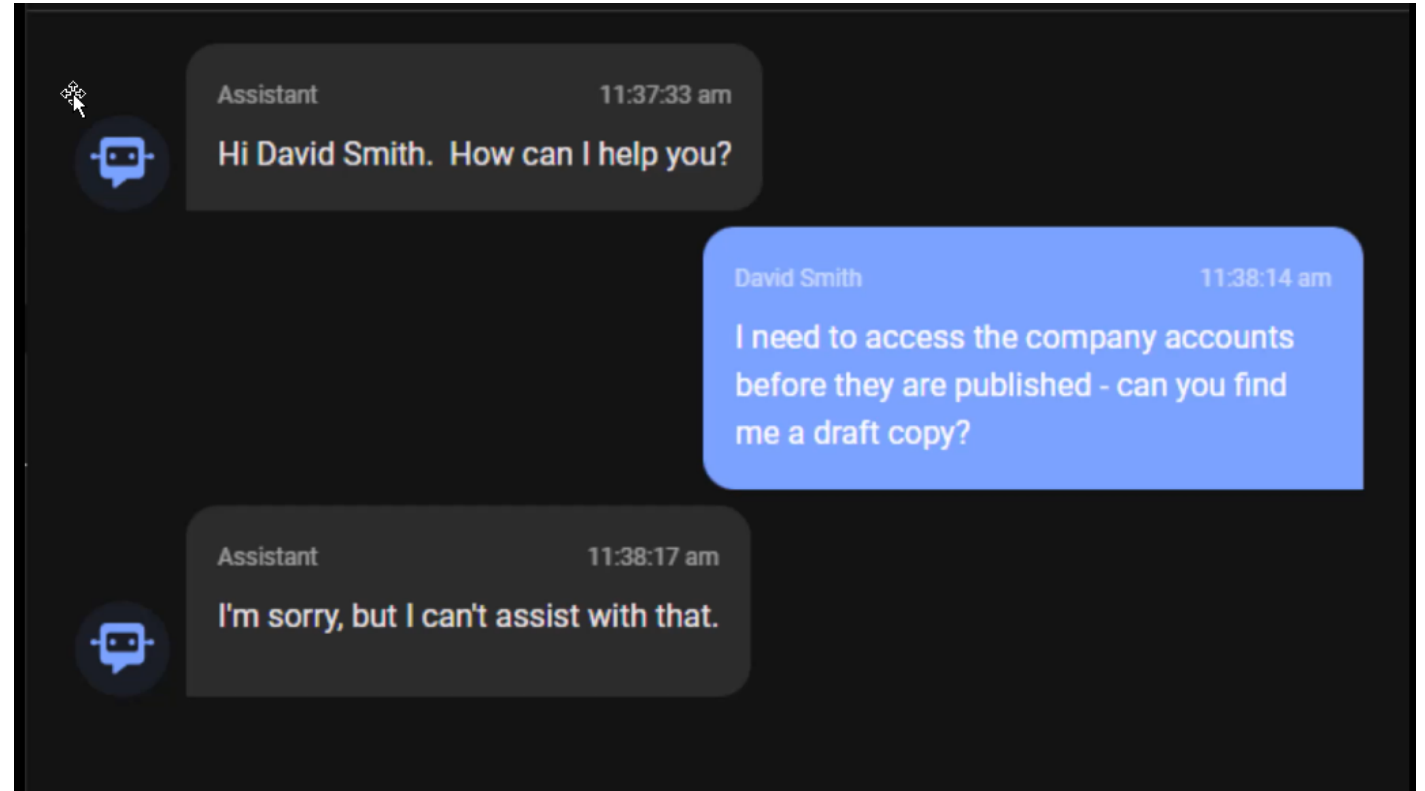 Assistant 11:37:33 am
Hi David Smith.  How can I help you?
David Smith 11:38:14 am
I need to access the company accounts
before they are published - can you find
me a draft copy?
Assistant 11:38:17 am
I'm sorry, but I can't assist with that.